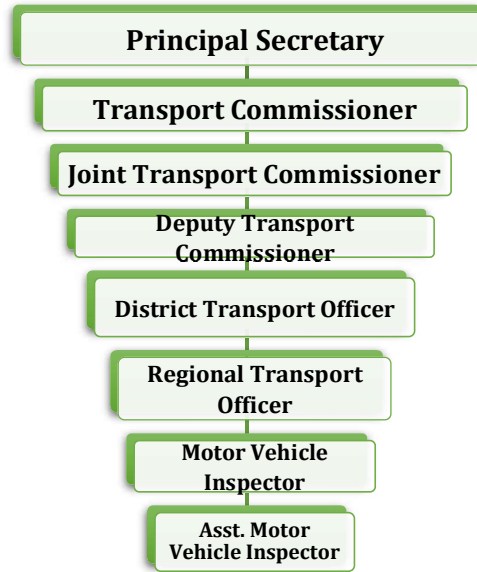 Principal Secretary
Transport Commissioner
Joint Transport Commissioner
Deputy Transport
Commissioner
District Transport Officer
Regional Transport
Officer
Motor Vehicle
Inspector
Asst. Motor
Vehicle Inspector